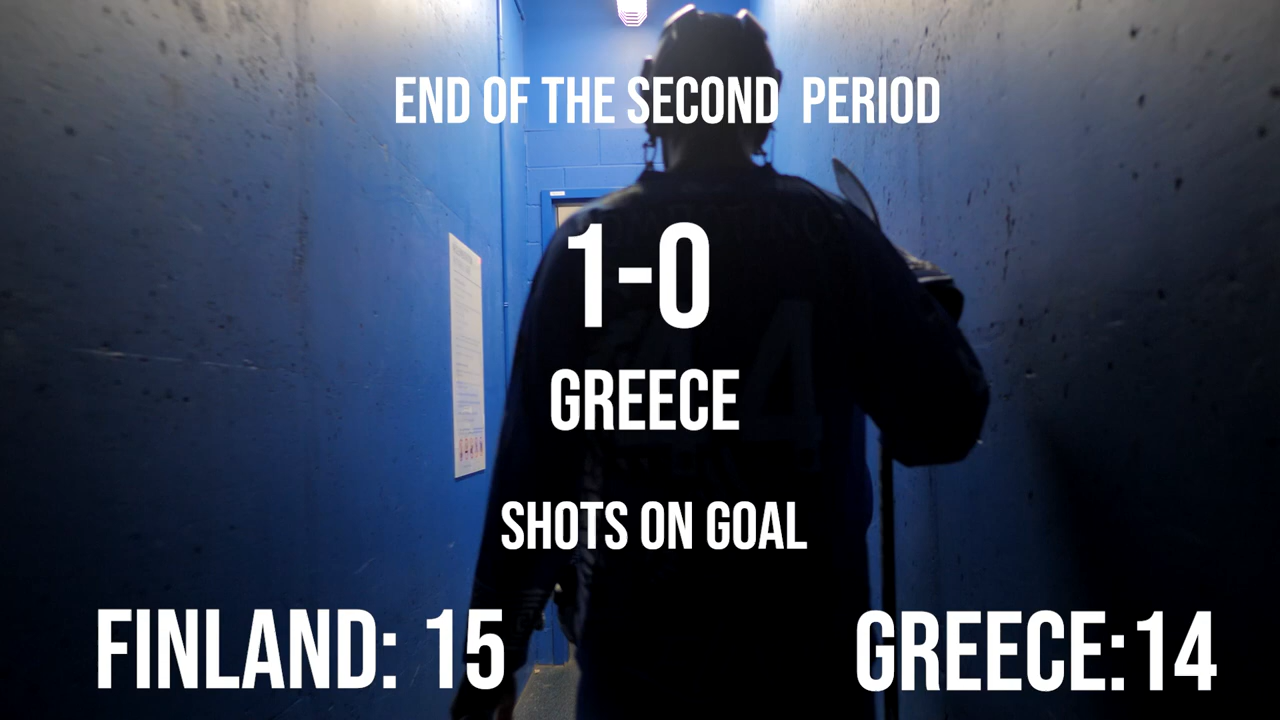 END OF THE SECOND PERIOD
1-0
GREECE
SHOTS ON GOAL
FINLAND: 15
GREECE:14